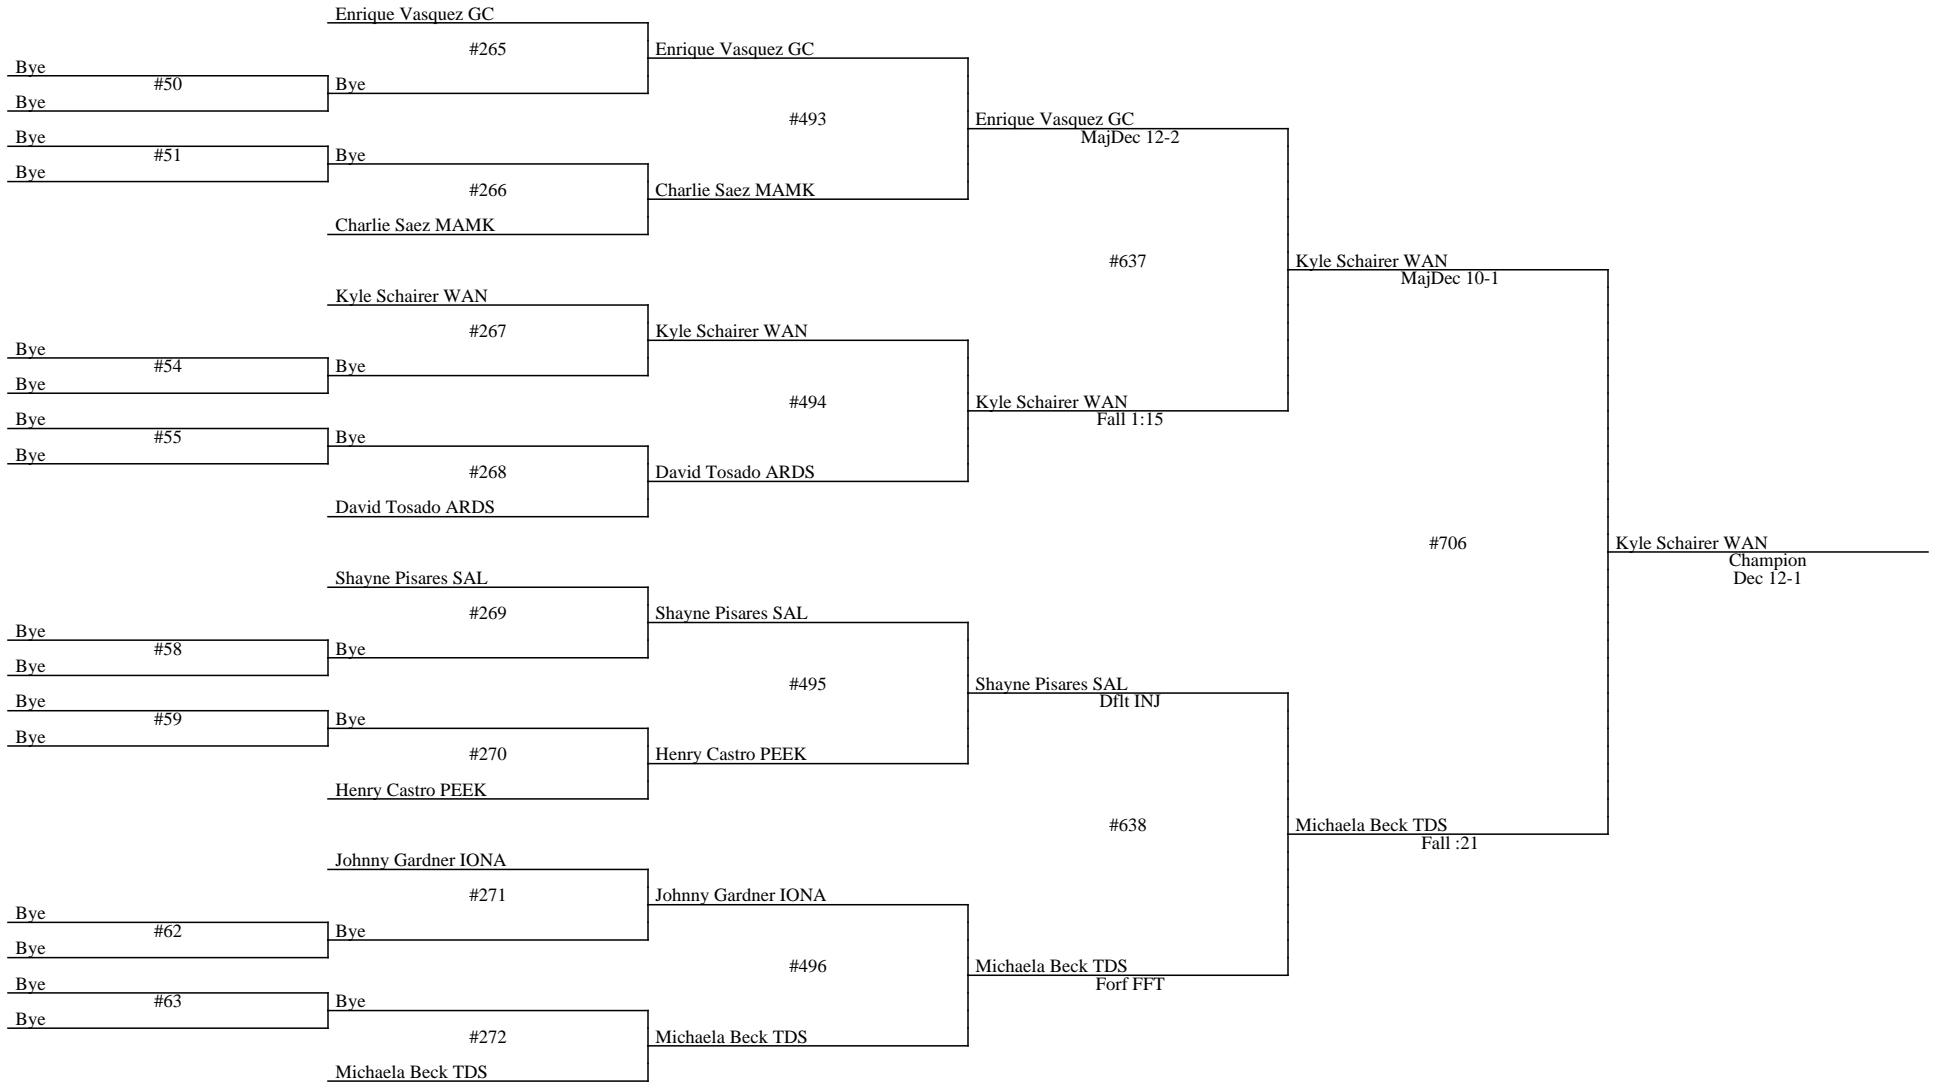 Enrique Vasquez GC
#265
Enrique Vasquez GC
Bye
#50
Bye
Bye
#493
Enrique Vasquez GC
MajDec 12-2
Bye
#51
Bye
Bye
#266
Charlie Saez MAMK
Charlie Saez MAMK
#637
Kyle Schairer WAN
MajDec 10-1
Kyle Schairer WAN
#267
Kyle Schairer WAN
Bye
#54
Bye
Bye
#494
Kyle Schairer WAN
Fall 1:15
Bye
#55
Bye
Bye
#268
David Tosado ARDS
David Tosado ARDS
#706
Kyle Schairer WAN
Champion
Dec 12-1
Shayne Pisares SAL
#269
Shayne Pisares SAL
Bye
#58
Bye
Bye
#495
Shayne Pisares SAL
Dflt INJ
Bye
#59
Bye
Bye
#270
Henry Castro PEEK
Henry Castro PEEK
#638
Michaela Beck TDS
Fall :21
Johnny Gardner IONA
#271
Johnny Gardner IONA
Bye
#62
Bye
Bye
#496
Michaela Beck TDS
Forf FFT
Bye
#63
Bye
Bye
#272
Michaela Beck TDS
Michaela Beck TDS